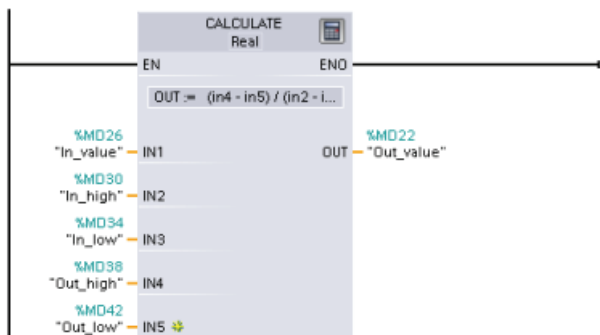 CALCULATE
Real
EN ENO
OUT := (in4 - in5) / (in2 - i...
%MD26
"In_value" IN1
%MD22
OUT "Out_value"
%MD30
"In_high" IN2
%MD34
"In_low" IN3
%MD38
"Out_high" IN4
%MD42
"Out_low" IN5